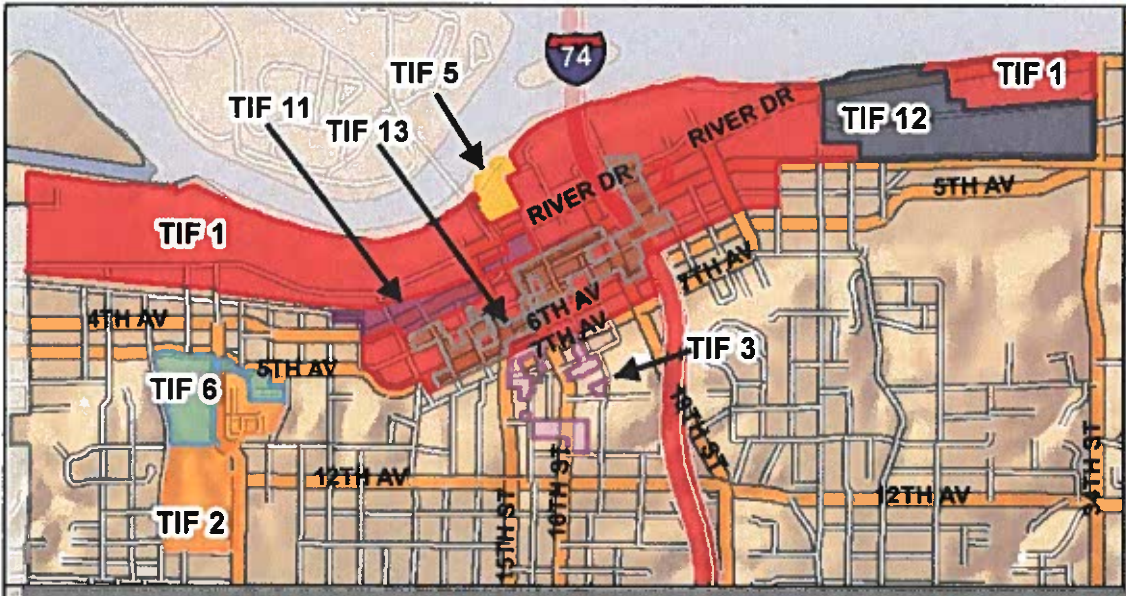 74
TIF 5
TIF 1
TIF 11
TIF 13
TIF 12
RIVER DR
5TH AV
RIVER DR
TIF 1
7TH AV
6TH AV
4TH AV
7TH AV
TIF 3
5TH AV
TIF 6
19TH ST
12TH AV
34TH ST
12TH AV
16TH ST
15TH ST
TIF 2